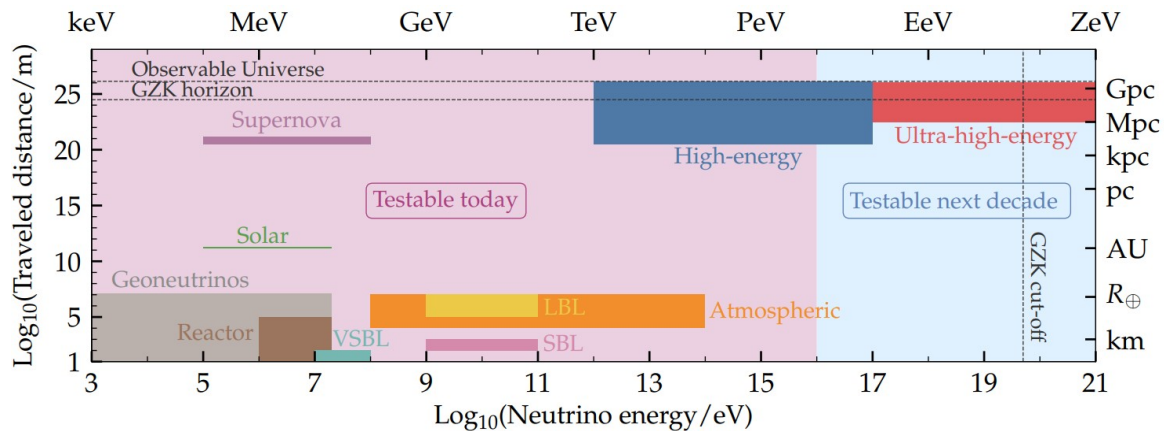 keV MeV GeV TeV PeV EeV ZeV
Observable Universe
GZK horizon
Supernova
High-energy
Ultra-high-energy
Testable today
Testable next decade
Solar
Geoneutrinos
Reactor
VSBL
LBL
Atmospheric
SBL
GZK cut-off
Gpc
Mpc
kpc
pc
AU
R⊕
km
Log₁₀(Traveled distance/m)
25
20
15
10
5
1
3 5 7 9 11 13 15 17 19 21
Log₁₀(Neutrino energy/eV)